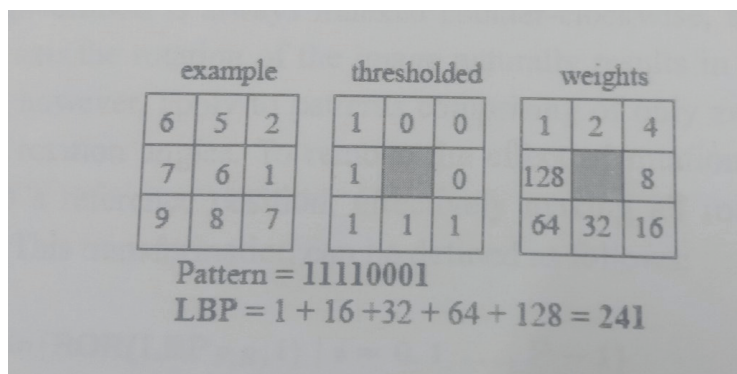 example thresholded weights
6 5 2 1 0 0 1 2 4
7 6 1 1 0 128 8
9 8 7 1 1 1 64 32 16
Pattern = 11110001
LBP = 1 + 16 +32 + 64 + 128 = 241